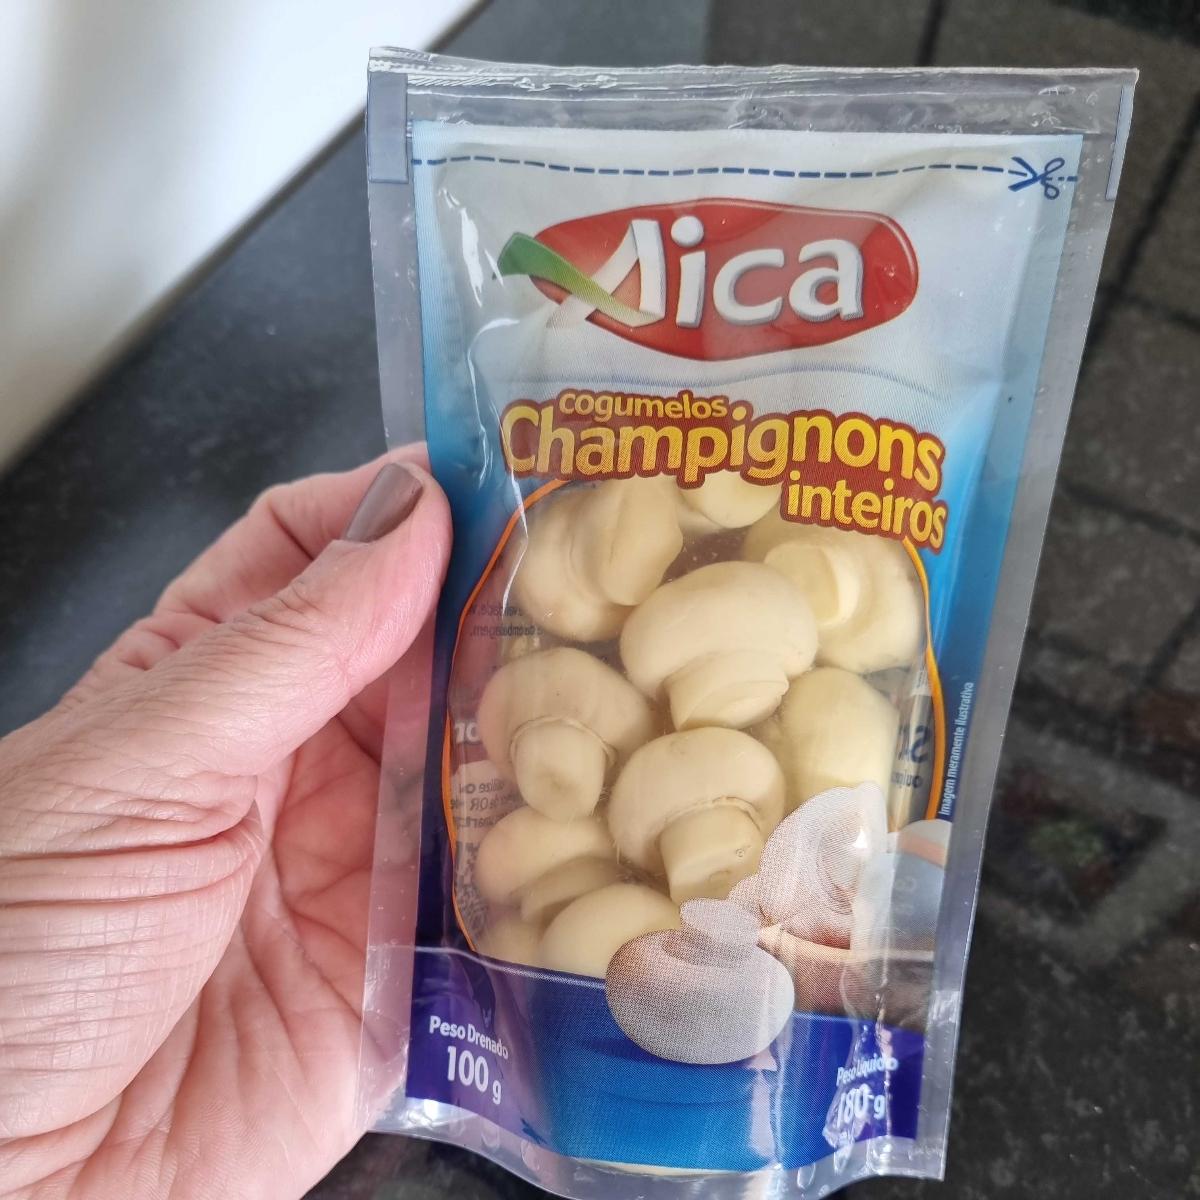 Aica
cogumelos
Champignons
inteiros
Imagem meramente ilustrativa
Peso Drenado
100 g
Peso Líquido
180 g